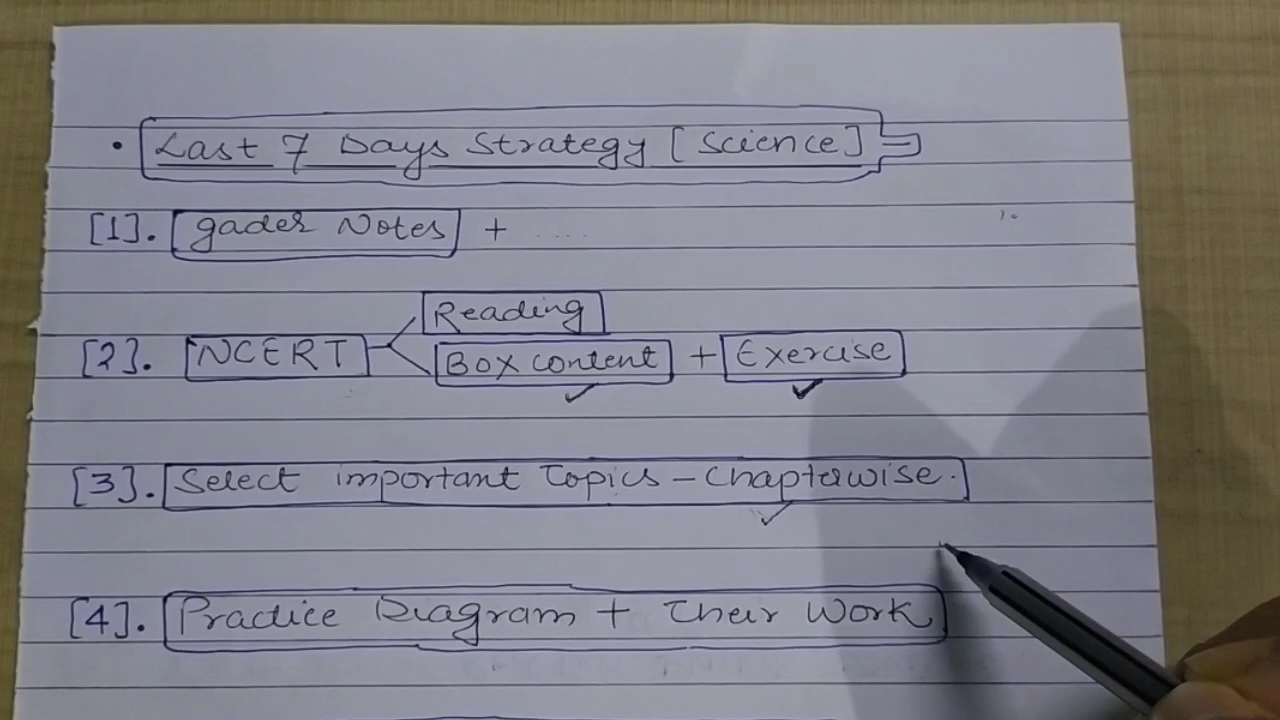 • Last 7 Days Strategy [Science]
[1]. gader Notes + ....
Reading
[2]. NCERT Box content + Exercise
[3]. Select important Topics - Chapterwise.
[4]. Practice Diagram + Their Work